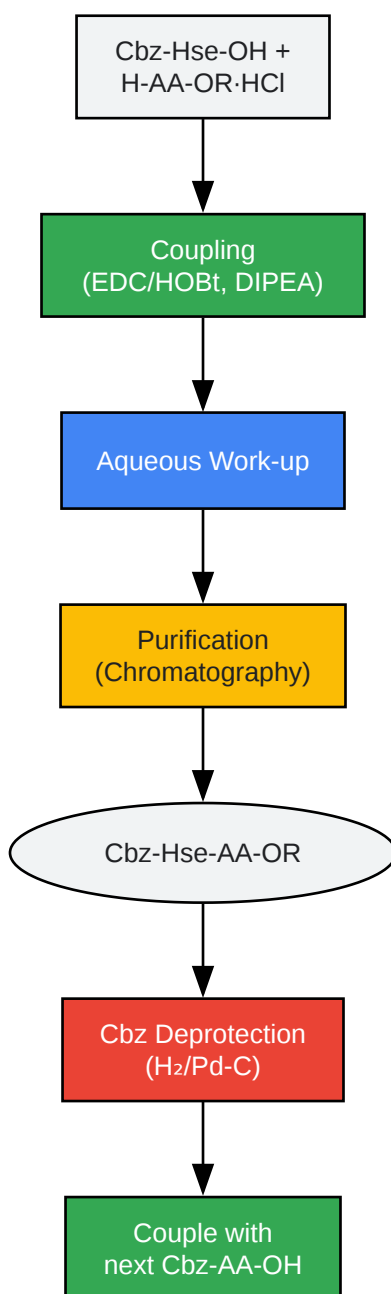 Cbz-Hse-OH +
H-AA-OR·HCl
Coupling
(EDC/HOBt, DIPEA)
Aqueous Work-up
Purification
(Chromatography)
Cbz-Hse-AA-OR
Cbz Deprotection
(H₂/Pd-C)
Couple with
next Cbz-AA-OH